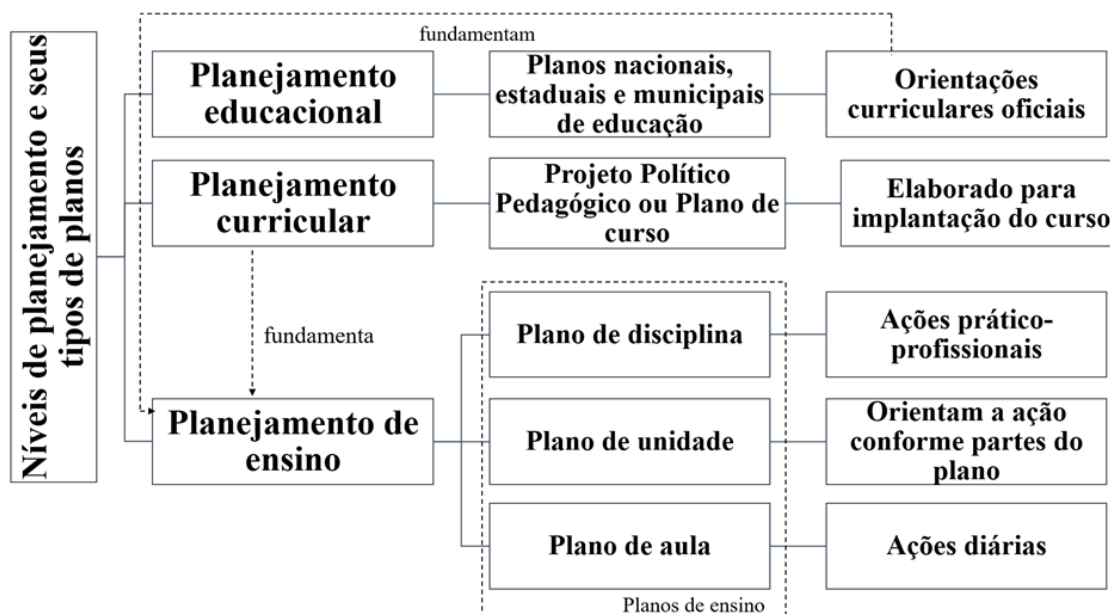 Níveis de planejamento e seus
tipos de planos
fundamentam
Planejamento
educacional
Planos nacionais,
estaduais e municipais
de educação
Orientações
curriculares oficiais
Planejamento
curricular
Projeto Político
Pedagógico ou Plano de
curso
Elaborado para
implantação do curso
fundamenta
Planejamento de
ensino
Plano de disciplina
Ações prático-
profissionais
Plano de unidade
Orientam a ação
conforme partes do
plano
Plano de aula
Ações diárias
Planos de ensino